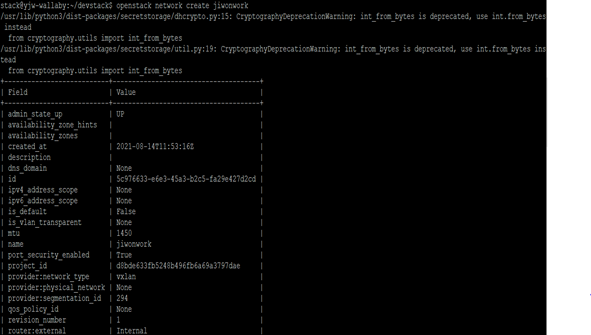 stack@yjw-wallaby:~/devstack$ openstack network create jiwonwork
/usr/lib/python3/dist-packages/secretstorage/dhcrypto.py:15: CryptographyDeprecationWarning: int_from_bytes is deprecated, use int.from_bytes
 instead
  from cryptography.utils import int_from_bytes
/usr/lib/python3/dist-packages/secretstorage/util.py:19: CryptographyDeprecationWarning: int_from_bytes is deprecated, use int.from_bytes ins
tead
  from cryptography.utils import int_from_bytes
+---------------------------+--------------------------------------+
| Field                     | Value                                |
+---------------------------+--------------------------------------+
| admin_state_up            | UP                                   |
| availability_zone_hints   |                                      |
| availability_zones        |                                      |
| created_at                | 2021-08-14T11:53:16Z                 |
| description               |                                      |
| dns_domain                | None                                 |
| id                        | 5c976633-e6e3-45a3-b2c5-fa29e427d2cd |
| ipv4_address_scope        | None                                 |
| ipv6_address_scope        | None                                 |
| is_default                | False                                |
| is_vlan_transparent       | None                                 |
| mtu                       | 1450                                 |
| name                      | jiwonwork                            |
| port_security_enabled     | True                                 |
| project_id                | d8bde633fb5248b496fb6a69a3797dae     |
| provider:network_type     | vxlan                                |
| provider:physical_network | None                                 |
| provider:segmentation_id  | 294                                  |
| qos_policy_id             | None                                 |
| revision_number           | 1                                    |
| router:external           | Internal                             |